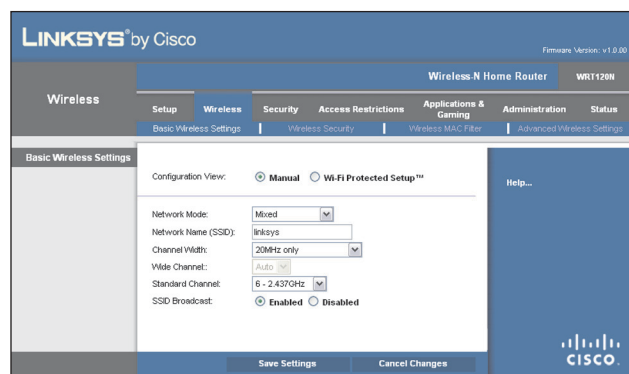 LINKSYS® by Cisco
Firmware Version: v1.0.00
Wireless-N Home Router WRT120N
Wireless
Setup Wireless Security Access Restrictions Applications & Gaming Administration Status
Basic Wireless Settings Wireless Security Wireless MAC Filter Advanced Wireless Settings
Basic Wireless Settings
Configuration View: Manual Wi-Fi Protected Setup™
Help...
Network Mode: Mixed
Network Name (SSID): linksys
Channel Width: 20MHz only
Wide Channel:: Auto
Standard Channel: 6 - 2.437GHz
SSID Broadcast: Enabled Disabled
Save Settings Cancel Changes
CISCO.